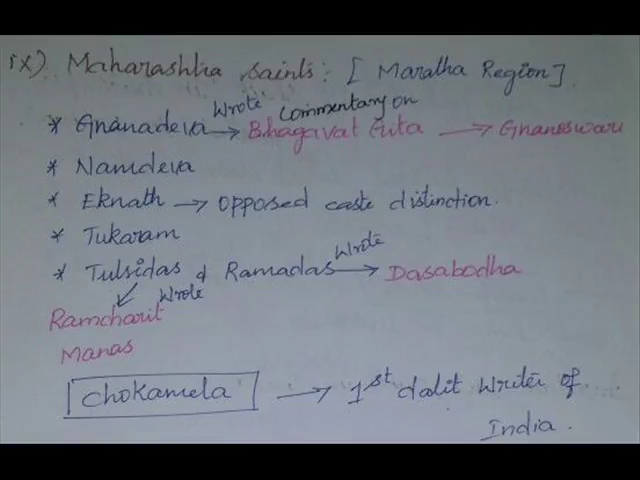 ix) Maharashtra Saints: [Maratha Region].
* Gnanadeva Wrote Commentary on → Bhagavat Guta → Gnaneswari
* Namdeva
* Eknath → opposed caste distinction.
* Tukaram
* Tulsidas & Ramadas Wrote → Dasabodha
Wrote
Ramcharit
Manas
Chokamela → 1st dalit writer of
India.